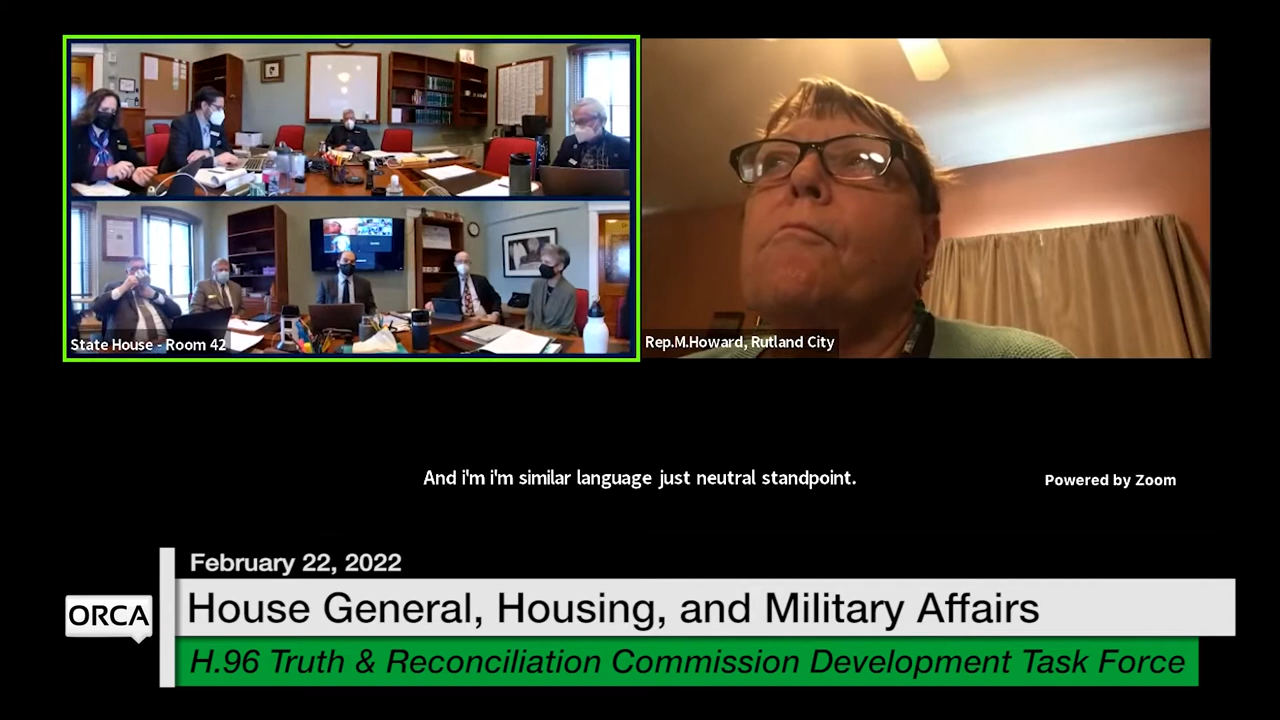 State House - Room 42
Rep.M.Howard, Rutland City
And i'm i'm similar language just neutral standpoint.
Powered by Zoom
February 22, 2022
ORCA
House General, Housing, and Military Affairs
H.96 Truth & Reconciliation Commission Development Task Force